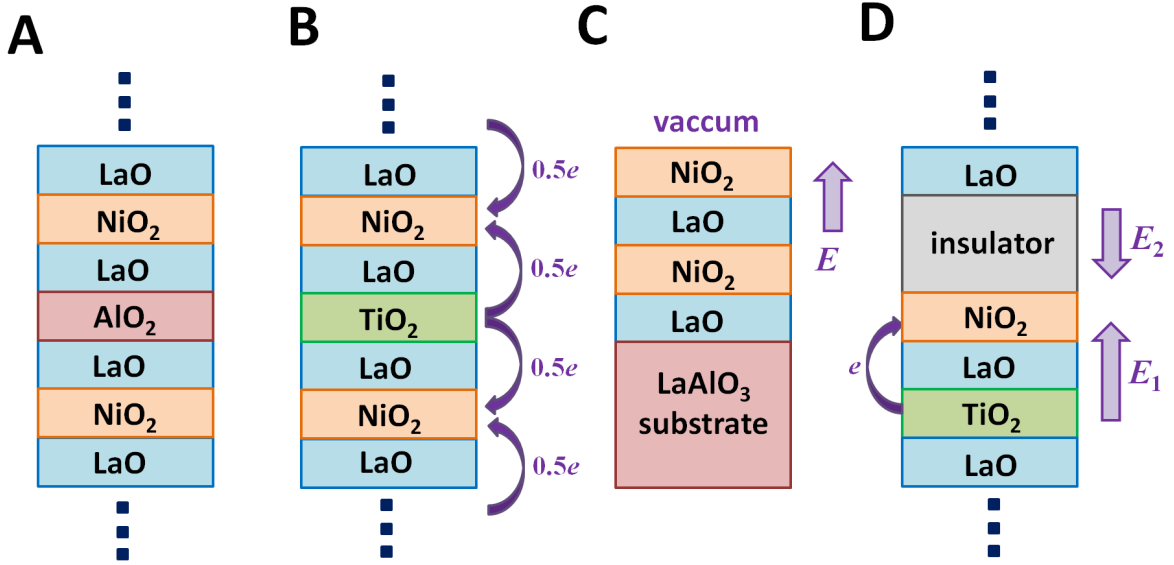 A
LaO
NiO₂
LaO
AlO₂
LaO
NiO₂
LaO
B
LaO
NiO₂
LaO
TiO₂
LaO
NiO₂
LaO
0.5e
0.5e
0.5e
0.5e
C
vaccum
NiO₂
LaO
NiO₂
LaO
LaAlO₃
substrate
E
D
LaO
insulator
NiO₂
LaO
TiO₂
LaO
e
E₂
E₁